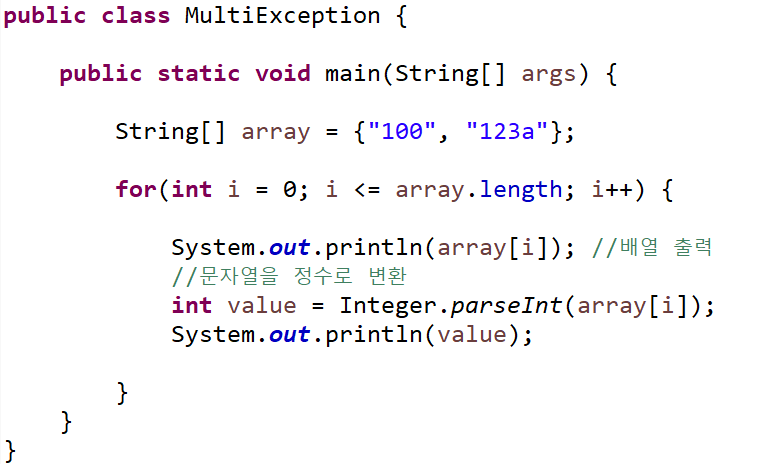 public class MultiException {
public static void main(String[] args) {
String[] array = {"100", "123a"};
for(int i = 0; i <= array.length; i++) {
System.out.println(array[i]); //배열 출력
//문자열을 정수로 변환
int value = Integer.parseInt(array[i]);
System.out.println(value);
}
}
}